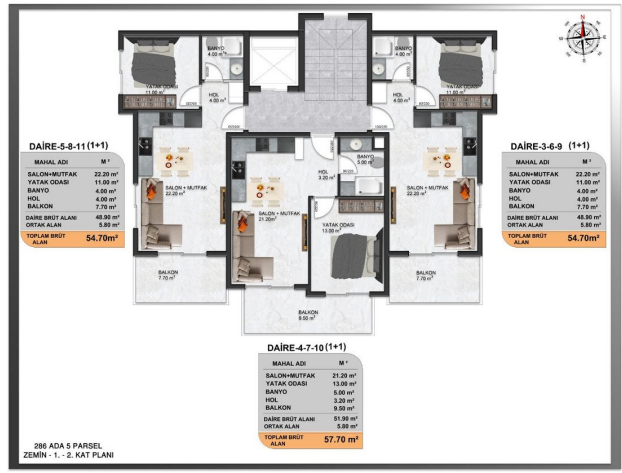 BANYO
4.00 m²
YATAK ODASI
11.00 m²
HOL
4.00 m²
BANYO
4.00 m²
YATAK ODASI
11.00 m²
HOL
4.00 m²
N
E
S
W
DAİRE-5-8-11 (1+1)
MAHAL ADI M²
SALON+MUTFAK 22.20 m²
YATAK ODASI 11.00 m²
BANYO 4.00 m²
HOL 4.00 m²
BALKON 7.70 m²
DAİRE BRÜT ALANI 48.90 m²
ORTAK ALAN 5.80 m²
TOPLAM BRÜT ALAN 54.70m²
SALON + MUTFAK
22.20 m²
HOL
3.20 m²
BANYO
5.00 m²
SALON + MUTFAK
21.20m²
YATAK ODASI
13.00 m²
SALON + MUTFAK
22.20 m²
DAİRE-3-6-9 (1+1)
MAHAL ADI M²
SALON+MUTFAK 22.20 m²
YATAK ODASI 11.00 m²
BANYO 4.00 m²
HOL 4.00 m²
BALKON 7.70 m²
DAİRE BRÜT ALANI 48.90 m²
ORTAK ALAN 5.80 m²
TOPLAM BRÜT ALAN 54.70m²
BALKON
7.70 m²
BALKON
9.50 m²
BALKON
7.70 m²
DAİRE-4-7-10 (1+1)
MAHAL ADI M²
SALON+MUTFAK 21.20 m²
YATAK ODASI 13.00 m²
BANYO 5.00 m²
HOL 3.20 m²
BALKON 9.50 m²
DAİRE BRÜT ALANI 51.90 m²
ORTAK ALAN 5.80 m²
TOPLAM BRÜT ALAN 57.70 m²
286 ADA 5 PARSEL
ZEMİN - 1. - 2. KAT PLANI